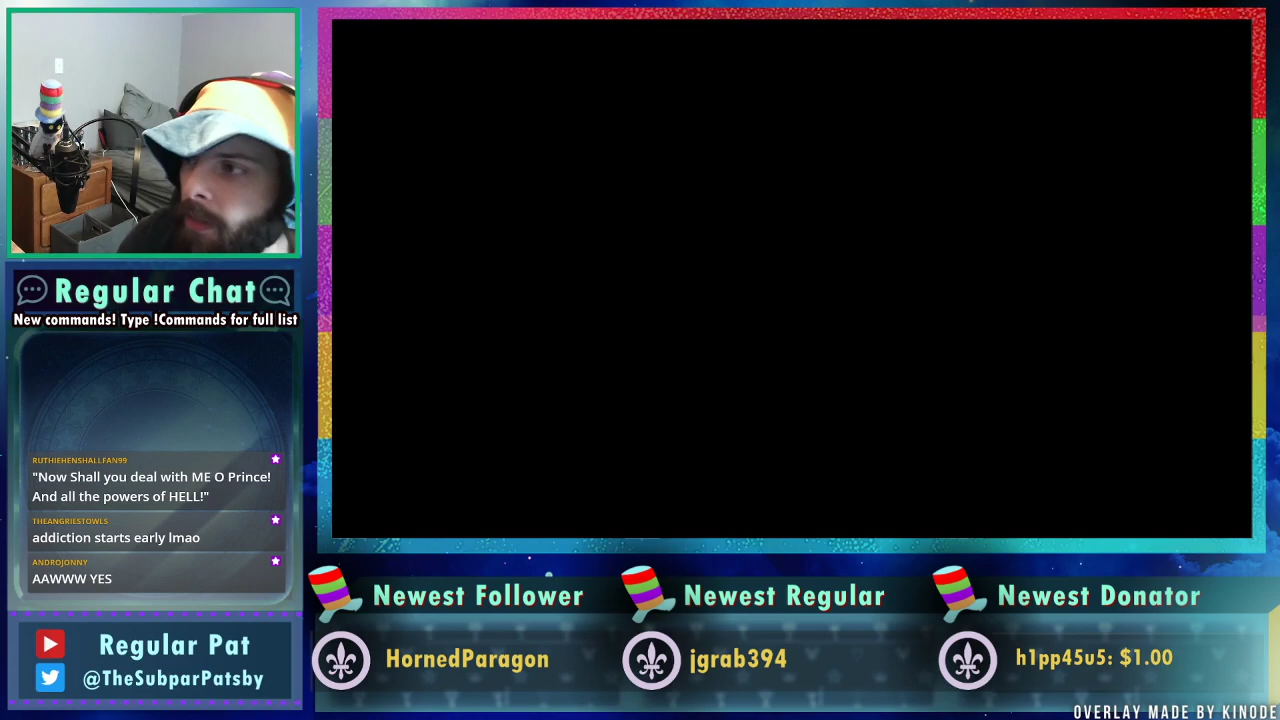 Regular Chat
New commands! Type !Commands for full list
RUTHIEHENSHALLFAN99
"Now Shall you deal with ME O Prince!
And all the powers of HELL!"
THEANGRIESTOWLS
addiction starts early lmao
ANDROJONNY
AAWWW YES
Regular Pat
@TheSubparPatsby
Newest Follower
HornedParagon
Newest Regular
jgrab394
Newest Donator
h1pp45u5: $1.00
OVERLAY MADE BY KINODE